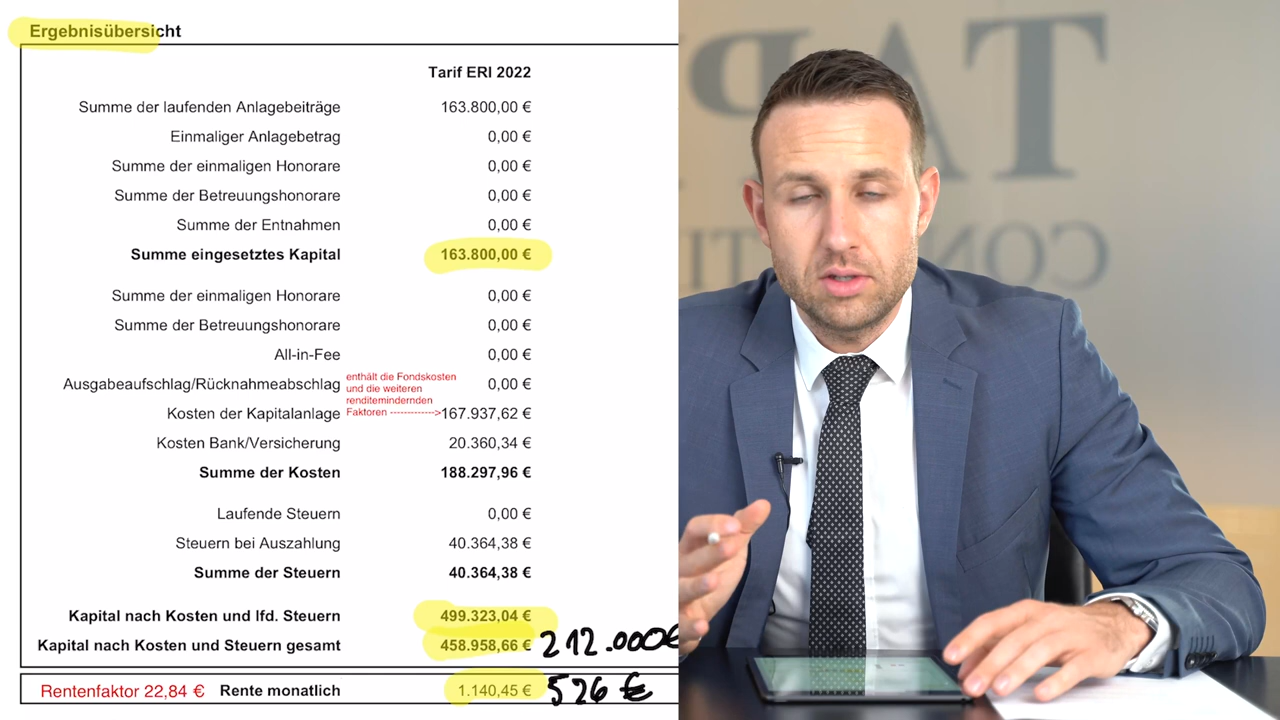 Ergebnisübersicht
Tarif ERI 2022
Summe der laufenden Anlagebeiträge 163.800,00 €
Einmaliger Anlagebetrag 0,00 €
Summe der einmaligen Honorare 0,00 €
Summe der Betreuungshonorare 0,00 €
Summe der Entnahmen 0,00 €
Summe eingesetztes Kapital 163.800,00 €
Summe der einmaligen Honorare 0,00 €
Summe der Betreuungshonorare 0,00 €
All-in-Fee 0,00 €
Ausgabeaufschlag/Rücknahmeabschlag 0,00 €
enthält die Fondskosten
und die weiteren
renditemindernden
Faktoren ------------->
Kosten der Kapitalanlage 167.937,62 €
Kosten Bank/Versicherung 20.360,34 €
Summe der Kosten 188.297,96 €
Laufende Steuern 0,00 €
Steuern bei Auszahlung 40.364,38 €
Summe der Steuern 40.364,38 €
Kapital nach Kosten und lfd. Steuern 499.323,04 €
Kapital nach Kosten und Steuern gesamt 458.958,66 € 212.000€
Rentenfaktor 22,84 € Rente monatlich 1.140,45 € 526 €